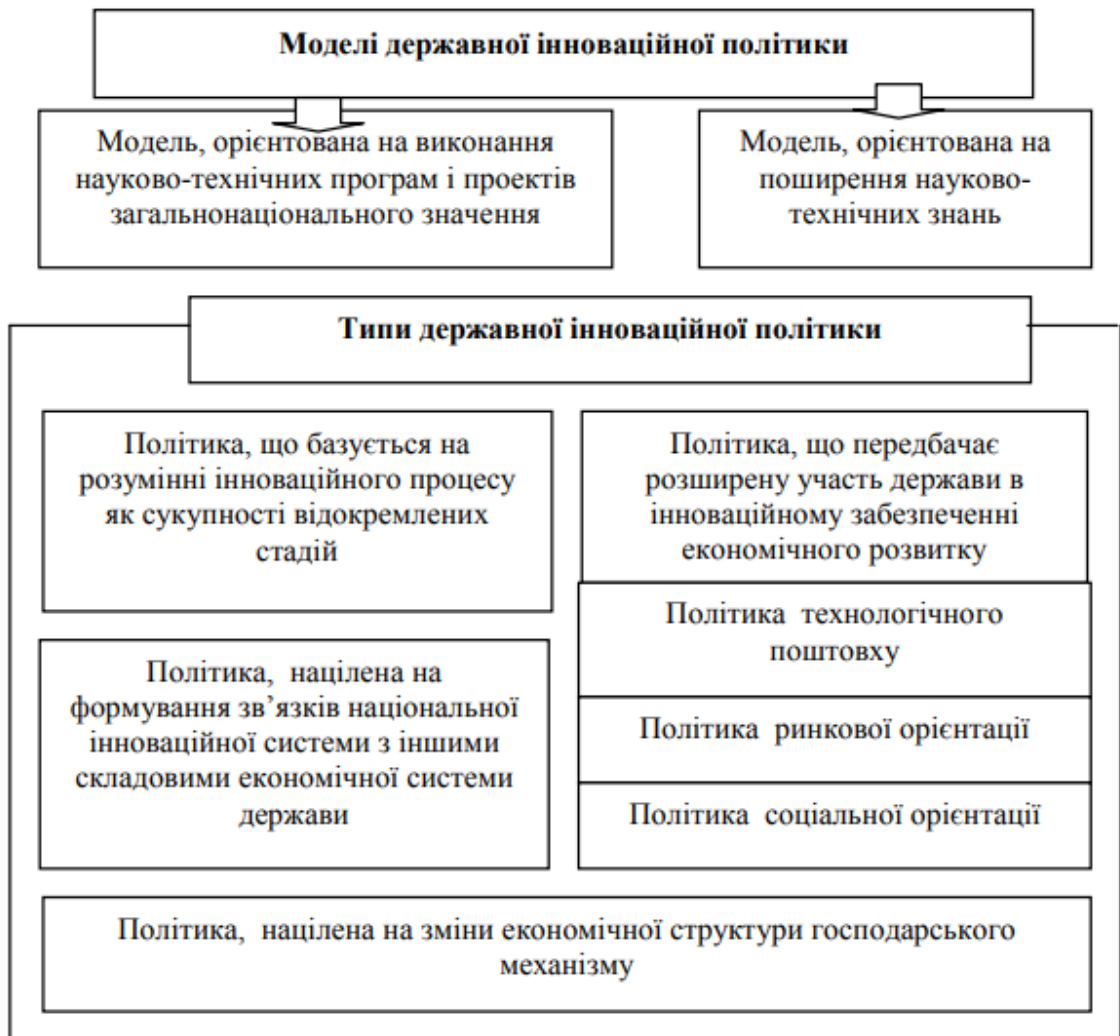 Моделі державної інноваційної політики
Модель, орієнтована на виконання
науково-технічних програм і проектів
загальнонаціонального значення
Модель, орієнтована на
поширення науково-
технічних знань
Типи державної інноваційної політики
Політика, що базується на
розумінні інноваційного процесу
як сукупності відокремлених
стадій
Політика, націлена на
формування зв’язків національної
інноваційної системи з іншими
складовими економічної системи
держави
Політика, що передбачає
розширену участь держави в
інноваційному забезпеченні
економічного розвитку
Політика технологічного
поштовху
Політика ринкової орієнтації
Політика соціальної орієнтації
Політика, націлена на зміни економічної структури господарського
механізму